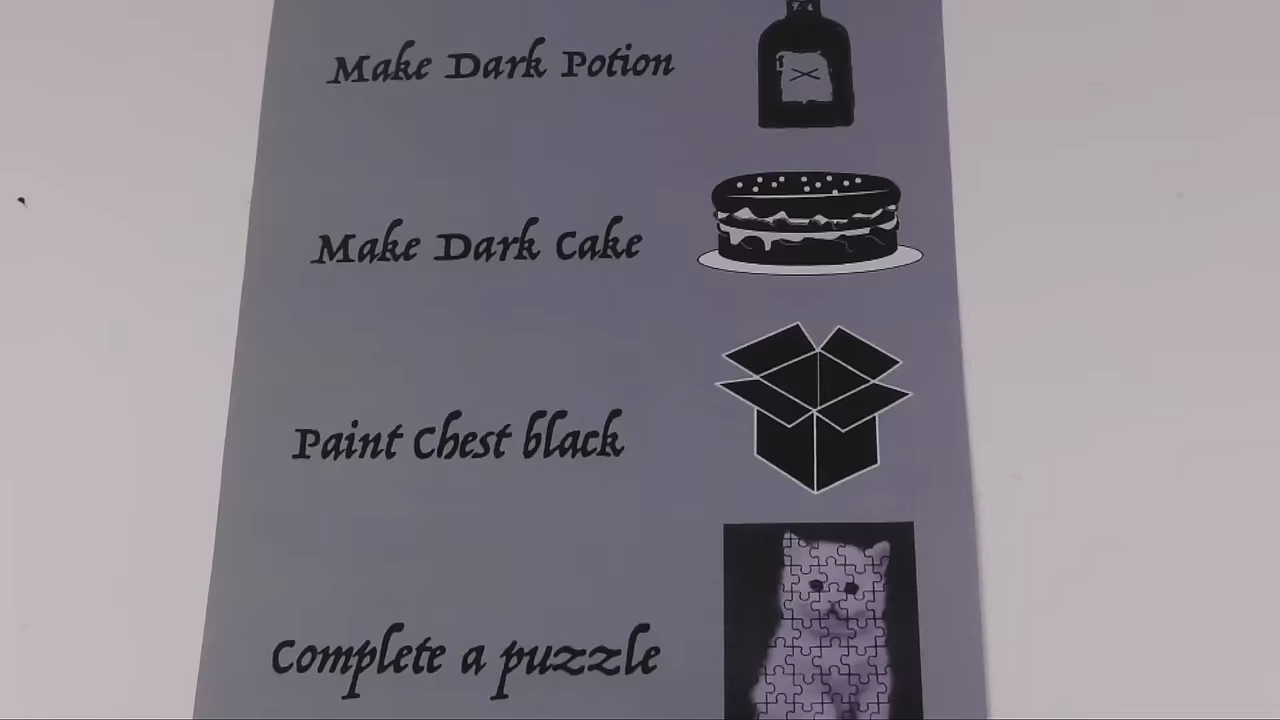 Make Dark Potion
Make Dark Cake
Paint Chest black
Complete a puzzle